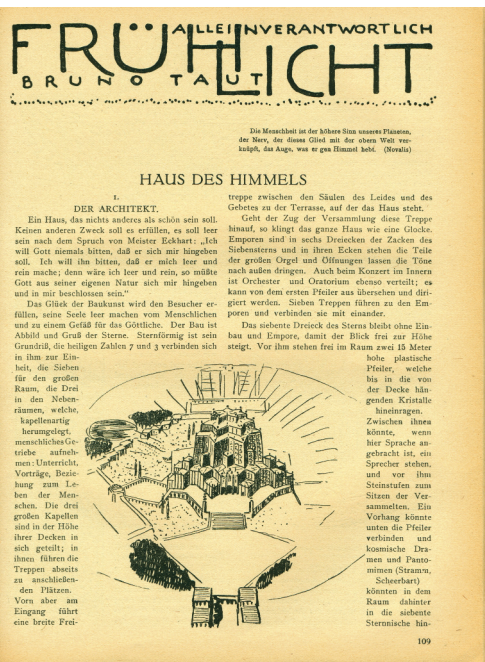 ALLEINVERANTWORTLICH
FRÜHLICHT
BRUNO TAUT
Die Menschheit ist der höhere Sinn unseres Planeten,
der Nerv, der dieses Glied mit der obern Welt ver-
knüpft, das Auge, was er gen Himmel hebt. (Novalis)
HAUS DES HIMMELS
1.
DER ARCHITEKT.
Ein Haus, das nichts anderes als schön sein soll.
Keinen anderen Zweck soll es erfüllen, es soll leer
sein nach dem Spruch von Meister Eckhart: „Ich
will Gott niemals bitten, daß er sich mir hingeben
soll. Ich will ihn bitten, daß er mich leer und
rein mache; denn wäre ich leer und rein, so müßte
Gott aus seiner eigenen Natur sich mir hingeben
und in mir beschlossen sein.“
Das Glück der Baukunst wird den Besucher er-
füllen, seine Seele leer machen vom Menschlichen
und zu einem Gefäß für das Göttliche. Der Bau ist
Abbild und Gruß der Sterne. Sternförmig ist sein
Grundriß, die heiligen Zahlen 7 und 3 verbinden sich
in ihm zur Ein-
heit, die Sieben
für den großen
Raum, die Drei
in den Neben-
räumen, welche,
kapellenartig
herumgelegt,
menschliches Ge-
triebe aufneh-
men: Unterricht,
Vorträge, Bezie-
hung zum Le-
ben der Men-
schen. Die drei
großen Kapellen
sind in der Höhe
ihrer Decken in
sich geteilt; in
ihnen führen die
Treppen abseits
zu anschließen-
den Plätzen.
Vorn aber am
Eingang führt
eine breite Frei-
treppe zwischen den Säulen des Leides und des
Gebetes zu der Terrasse, auf der das Haus steht.
Geht der Zug der Versammlung diese Treppe
hinauf, so klingt das ganze Haus wie eine Glocke.
Emporen sind in sechs Dreiecken der Zacken des
Siebensterns und in ihren Ecken stehen die Teile
der großen Orgel und Öffnungen lassen die Töne
nach außen dringen. Auch beim Konzert im Innern
ist Orchester und Oratorium ebenso verteilt; es
kann von dem ersten Pfeiler aus übersehen und diri-
giert werden. Sieben Treppen führen zu den Em-
poren und verbinden sie mit einander.
Das siebente Dreieck des Sterns bleibt ohne Ein-
bau und Empore, damit der Blick frei zur Höhe
steigt. Vor ihm stehen frei im Raum zwei 15 Meter
hohe plastische
Pfeiler, welche
bis in die von
der Decke hän-
genden Kristalle
hineinragen.
Zwischen ihnen
könnte, wenn
hier Sprache an-
gebracht ist, ein
Sprecher stehen,
und vor ihm
Steinstufen zum
Sitzen der Ver-
sammelten. Ein
Vorhang könnte
unten die Pfeiler
verbinden und
kosmische Dra-
men und Panto-
mimen (Stramm,
Scheerbart)
könnten in dem
Raum dahinter
in die siebente
Sternnische hin-
109